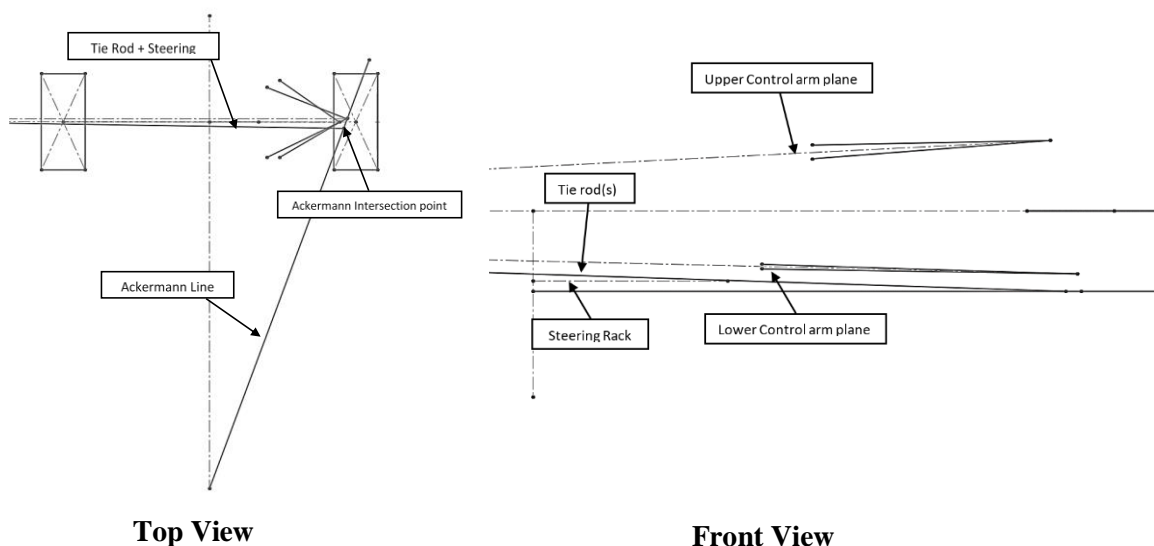 Tie Rod + Steering
Ackermann Intersection point
Ackermann Line
Top View
Upper Control arm plane
Tie rod(s)
Steering Rack
Lower Control arm plane
Front View